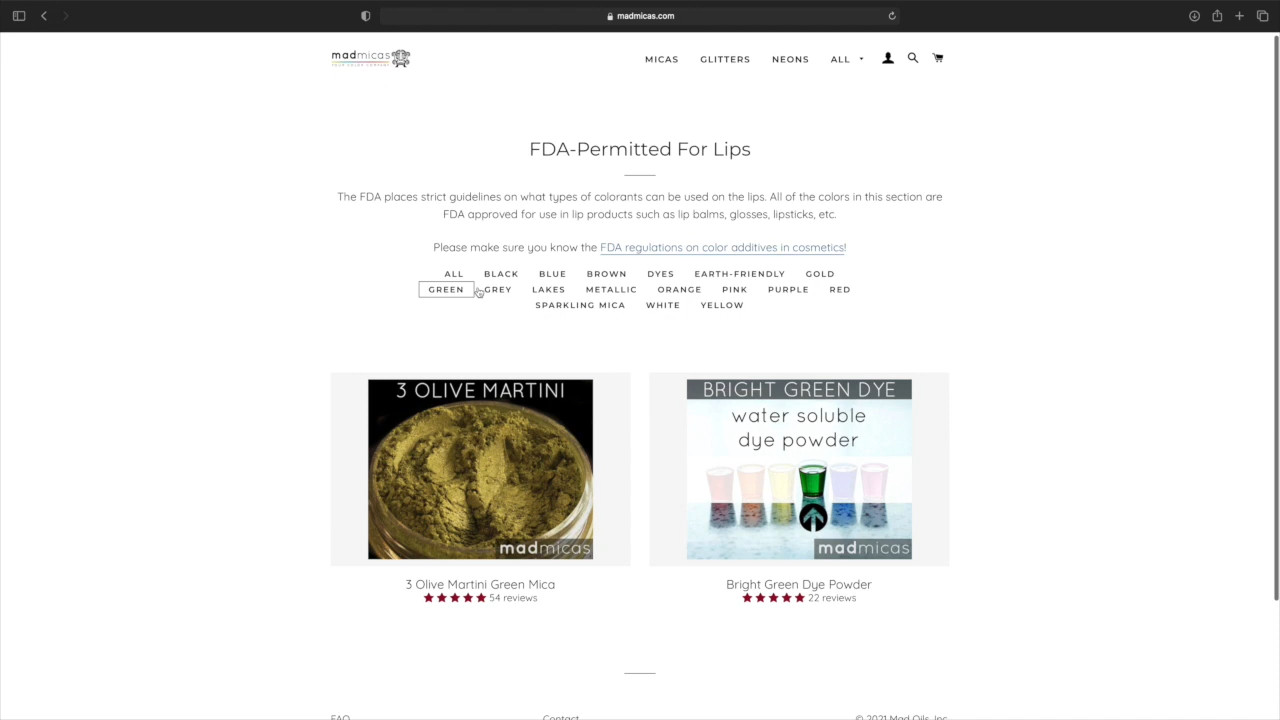 madmicas.com
madmicas
MICAS GLITTERS NEONS ALL
FDA-Permitted For Lips
The FDA places strict guidelines on what types of colorants can be used on the lips. All of the colors in this section are
FDA approved for use in lip products such as lip balms, glosses, lipsticks, etc.
Please make sure you know the FDA regulations on color additives in cosmetics!
ALL BLACK BLUE BROWN DYES EARTH-FRIENDLY GOLD
GREEN GREY LAKES METALLIC ORANGE PINK PURPLE RED
SPARKLING MICA WHITE YELLOW
3 OLIVE MARTINI
madmicas
BRIGHT GREEN DYE
water soluble
dye powder
madmicas
3 Olive Martini Green Mica
54 reviews
Bright Green Dye Powder
22 reviews
FAQ Contact © 2021 Mad Oils, Inc.